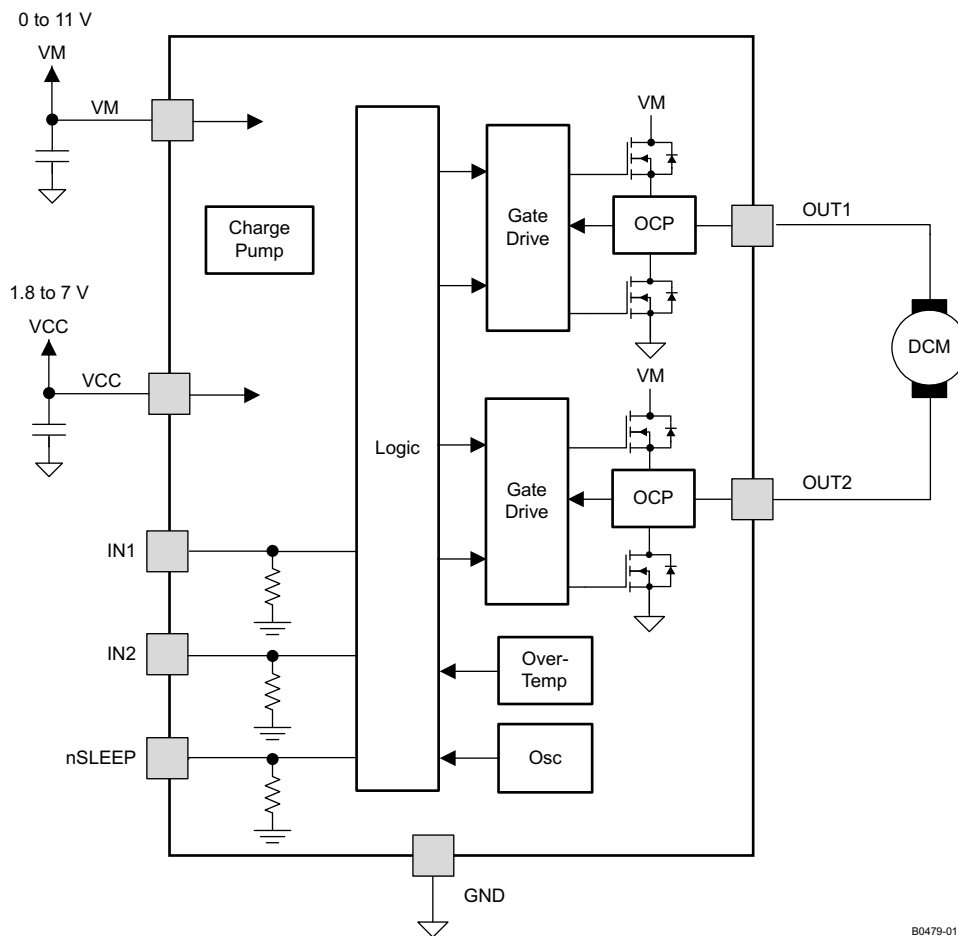 0 to 11 V
VM
VM
VM
Charge
Pump
Gate
Drive
OCP
OUT1
1.8 to 7 V
VCC
VCC
DCM
VM
Logic
Gate
Drive
OCP
OUT2
IN1
IN2
Over-
Temp
nSLEEP
Osc
GND
B0479-01